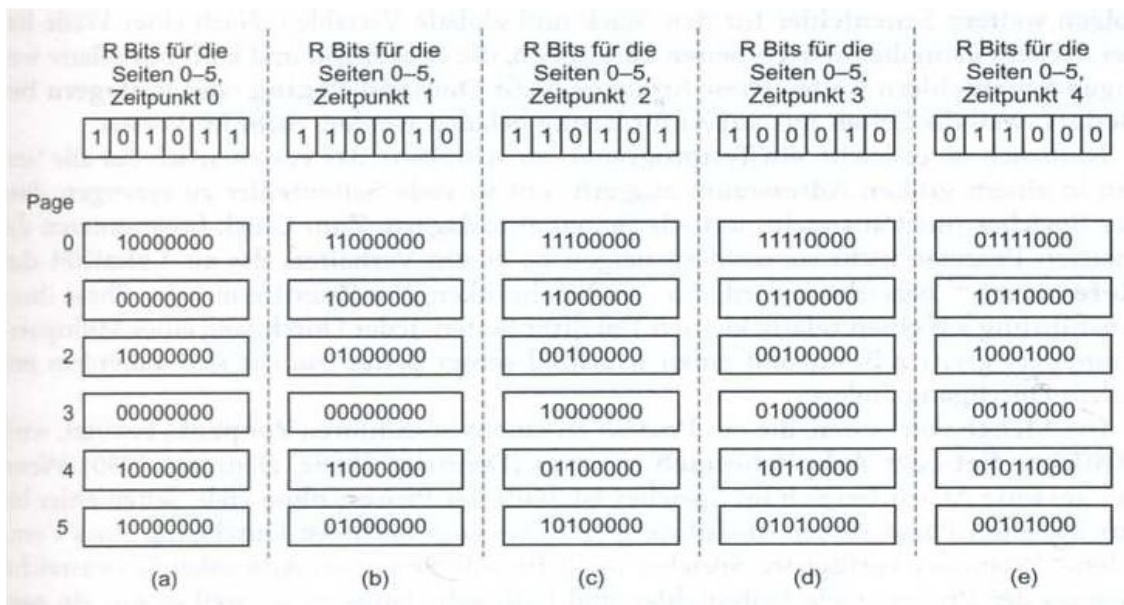 R Bits für die R Bits für die R Bits für die R Bits für die R Bits für die
Seiten 0–5, Seiten 0–5, Seiten 0–5, Seiten 0–5, Seiten 0–5,
Zeitpunkt 0 Zeitpunkt 1 Zeitpunkt 2 Zeitpunkt 3 Zeitpunkt 4
1 0 1 0 1 1 1 1 0 0 1 0 1 1 0 1 0 1 1 0 0 0 1 0 0 1 1 0 0 0
Page
0 10000000 11000000 11100000 11110000 01111000
1 00000000 10000000 11000000 01100000 10110000
2 10000000 01000000 00100000 00100000 10001000
3 00000000 00000000 10000000 01000000 00100000
4 10000000 11000000 01100000 10110000 01011000
5 10000000 01000000 10100000 01010000 00101000
(a) (b) (c) (d) (e)